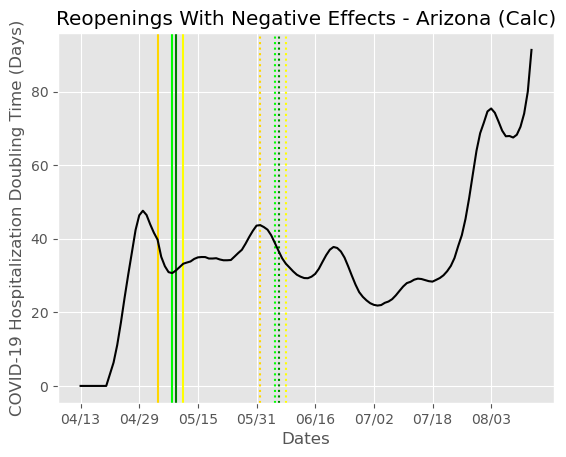 Reopenings With Negative Effects - Arizona (Calc)
COVID-19 Hospitalization Doubling Time (Days)
80
60
40
20
0
04/13 04/29 05/15 05/31 06/16 07/02 07/18 08/03
Dates